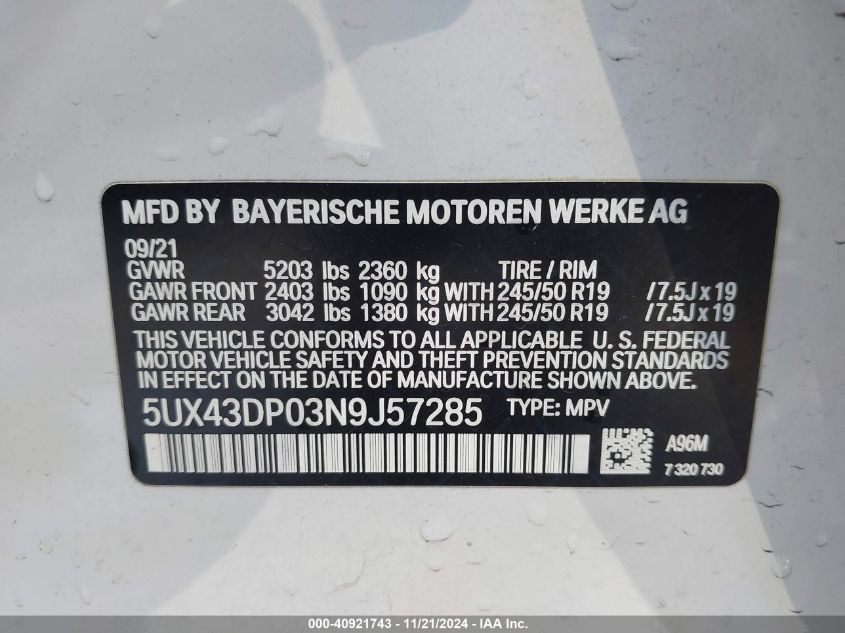 MFD BY BAYERISCHE MOTOREN WERKE AG
09/21
GVWR 5203 lbs 2360 kg TIRE / RIM
GAWR FRONT 2403 lbs 1090 kg WITH 245/50 R19 /7.5J x 19
GAWR REAR 3042 lbs 1380 kg WITH 245/50 R19 /7.5J x 19
THIS VEHICLE CONFORMS TO ALL APPLICABLE U. S. FEDERAL
MOTOR VEHICLE SAFETY AND THEFT PREVENTION STANDARDS
IN EFFECT ON THE DATE OF MANUFACTURE SHOWN ABOVE.
5UX43DP03N9J57285 TYPE: MPV
A96M
7 320 730
000-40921743 - 11/21/2024 - IAA Inc.